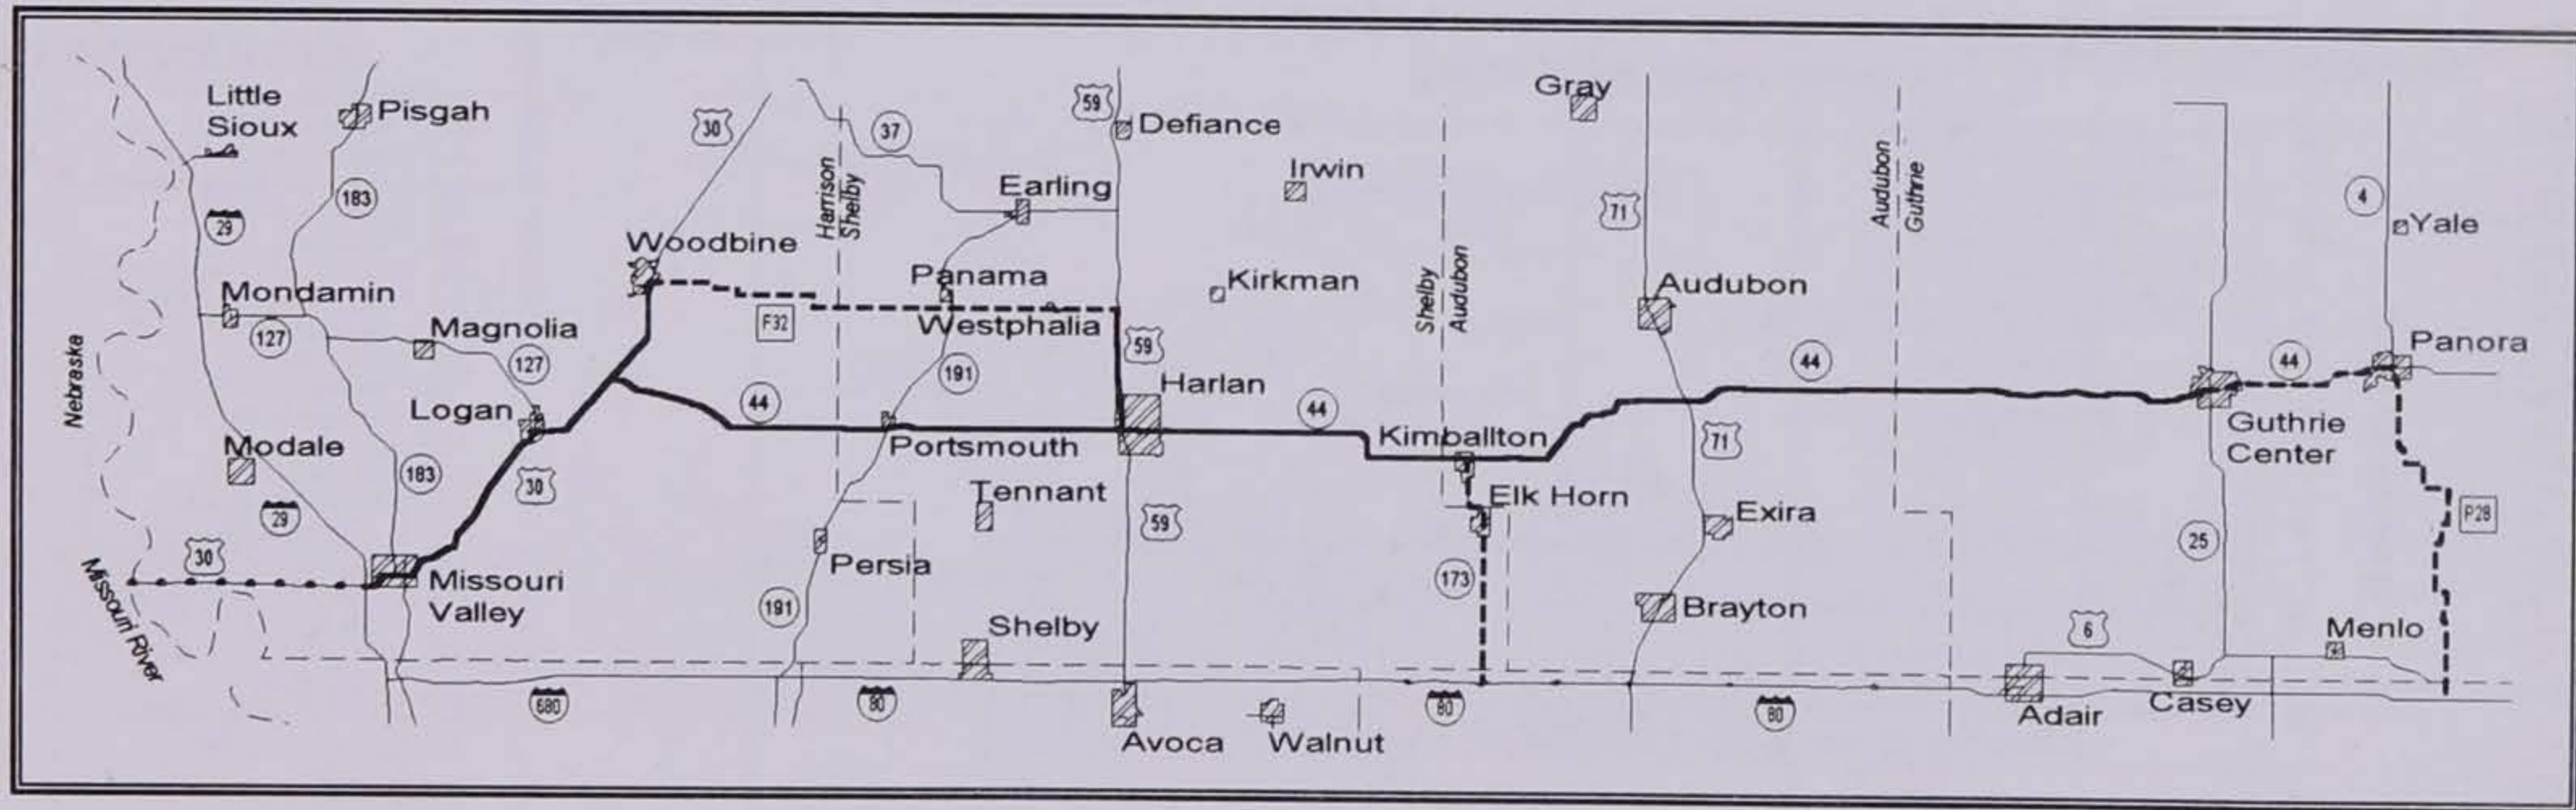 Little
Sioux
Pisgah
183
29
Mondamin
127
Magnolia
127
Logan
Modale
183
29
30
30
Nebraska
Missouri River
Missouri
Valley
30
Woodbine
F32
Harrison
Shelby
37
Earling
Panama
Westphalia
191
44
Portsmouth
Tennant
Persia
191
Shelby
680
80
59
Defiance
Irwin
Kirkman
59
Harlan
44
59
Avoca
Walnut
Shelby
Audubon
Kimballton
Elk Horn
173
80
Gray
71
Audubon
71
Exira
Brayton
80
Audubon
Guthrie
44
44
4
Yale
Panora
Guthrie
Center
P28
25
6
Menlo
Adair
Casey